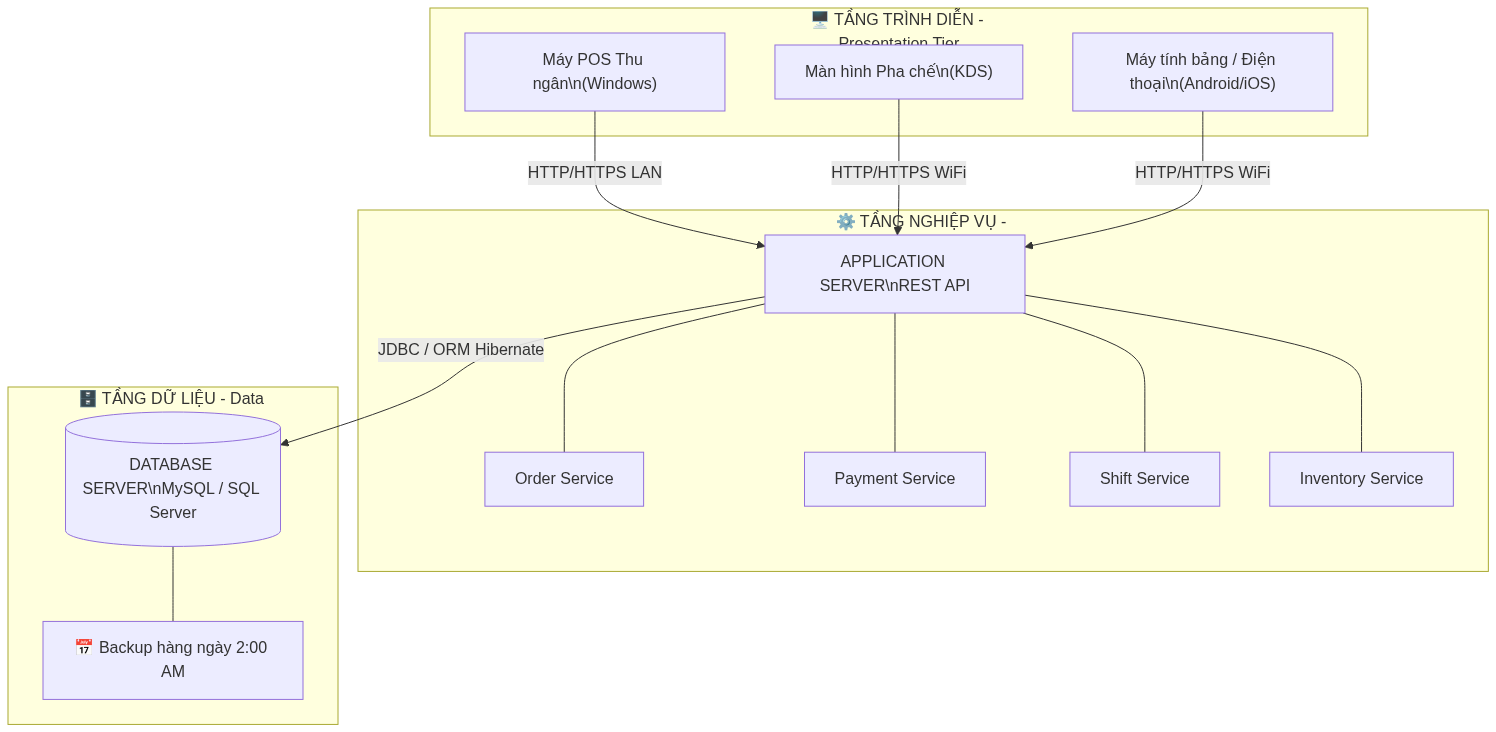 🖥️ TẦNG TRÌNH DIỄN -
Presentation Tier
Máy POS Thu
ngân\n(Windows)
Màn hình Pha chế\n(KDS)
Máy tính bảng / Điện
thoại\n(Android/iOS)
HTTP/HTTPS LAN
HTTP/HTTPS WiFi
HTTP/HTTPS WiFi
⚙️ TẦNG NGHIỆP VỤ -
APPLICATION
SERVER\nREST API
JDBC / ORM Hibernate
🗄️ TẦNG DỮ LIỆU - Data
DATABASE
SERVER\nMySQL / SQL
Server
Order Service
Payment Service
Shift Service
Inventory Service
📅 Backup hàng ngày 2:00
AM